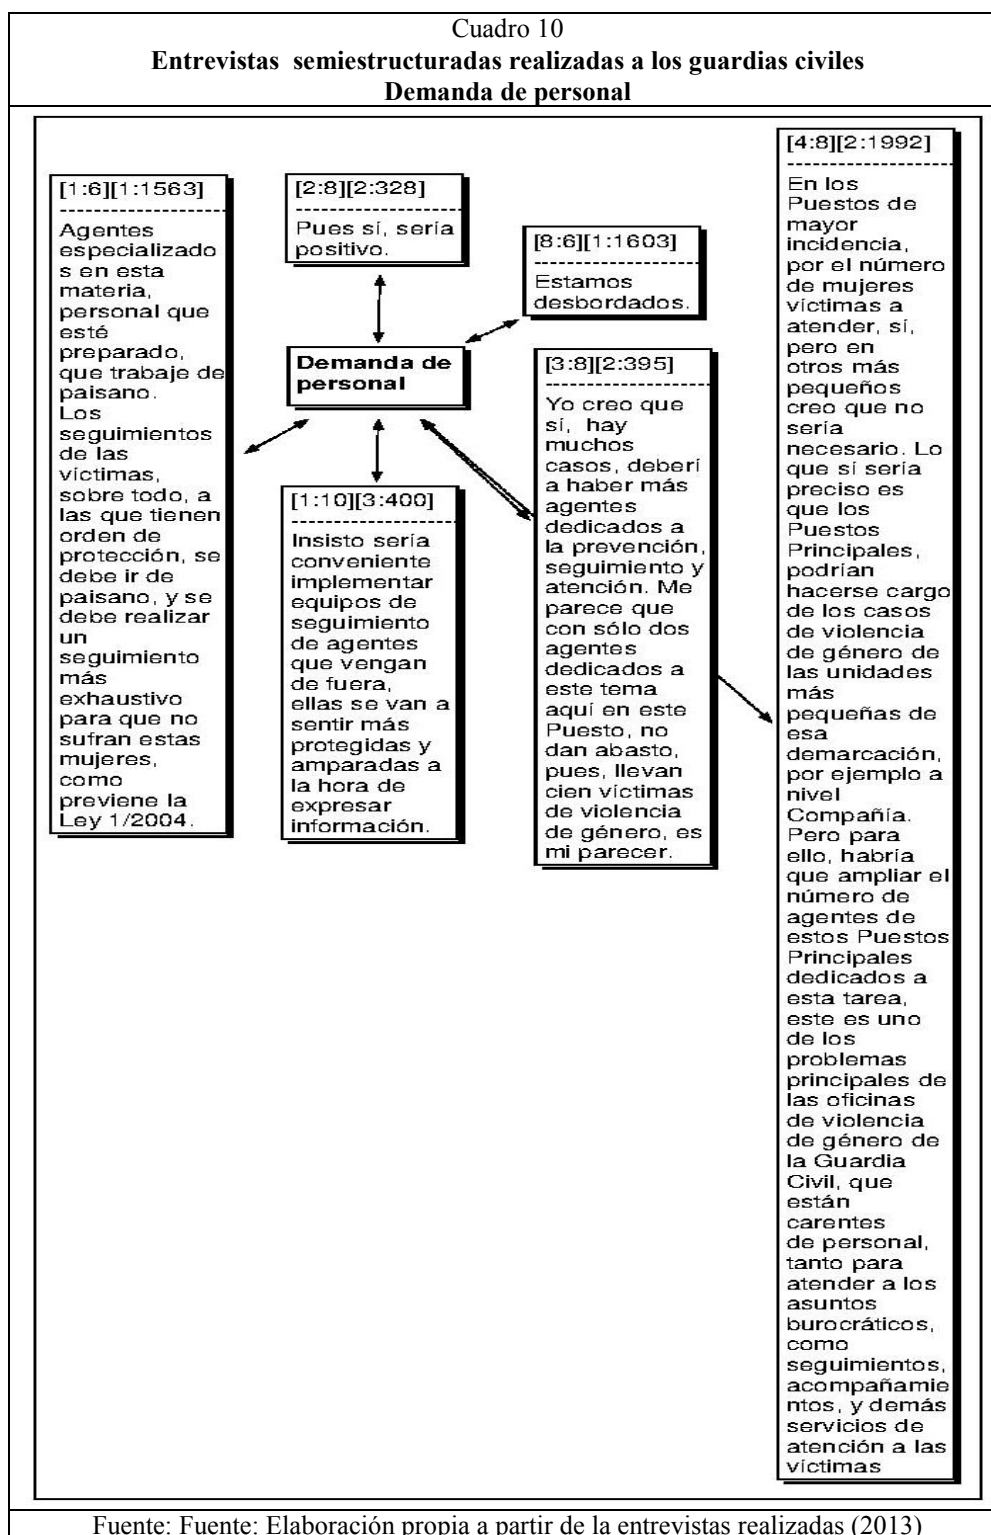 Cuadro 10
Entrevistas semiestructuradas realizadas a los guardias civiles
Demanda de personal
[1:6][1:1563]
Agentes
especializado
s en esta
materia,
personal que
esté
preparado,
que trabaje de
paisano.
Los
seguimientos
de las
víctimas,
sobre todo, a
las que tienen
orden de
protección, se
debe ir de
paisano, y se
debe realizar
un
seguimiento
más
exhaustivo
para que no
sufran estas
mujeres,
como
previene la
Ley 1/2004.
[2:8][2:328]
Pues sí, sería
positivo.
[8:6][1:1603]
Estamos
desbordados.
Demanda de
personal
[1:10][3:400]
Insisto sería
conveniente
implementar
equipos de
seguimiento
de agentes
que vengan
de fuera,
ellas se van a
sentir más
protegidas y
amparadas a
la hora de
expresar
información.
[3:8][2:395]
Yo creo que
sí, hay
muchos
casos, deberí
a haber más
agentes
dedicados a
la prevención,
seguimiento y
atención. Me
parece que
con sólo dos
agentes
dedicados a
este tema
aquí en este
Puesto, no
dan abasto,
pues, llevan
cien víctimas
de violencia
de género, es
mi parecer.
[4:8][2:1992]
En los
Puestos de
mayor
incidencia,
por el número
de mujeres
víctimas a
atender, sí,
pero en
otros más
pequeños
creo que no
sería
necesario. Lo
que sí sería
preciso es
que los
Puestos
Principales,
podrían
hacerse cargo
de los casos
de violencia
de género de
las unidades
más
pequeñas de
esa
demarcación,
por ejemplo a
nivel
Compañía.
Pero para
ello, habría
que ampliar el
número de
agentes de
estos Puestos
Principales
dedicados a
esta tarea,
este es uno
de los
problemas
principales de
las oficinas
de violencia
de género de
la Guardia
Civil, que
están
carentes
de personal,
tanto para
atender a los
asuntos
burocráticos,
como
seguimientos,
acompañamie
ntos, y demás
servicios de
atención a las
víctimas
Fuente: Fuente: Elaboración propia a partir de la entrevistas realizadas (2013)